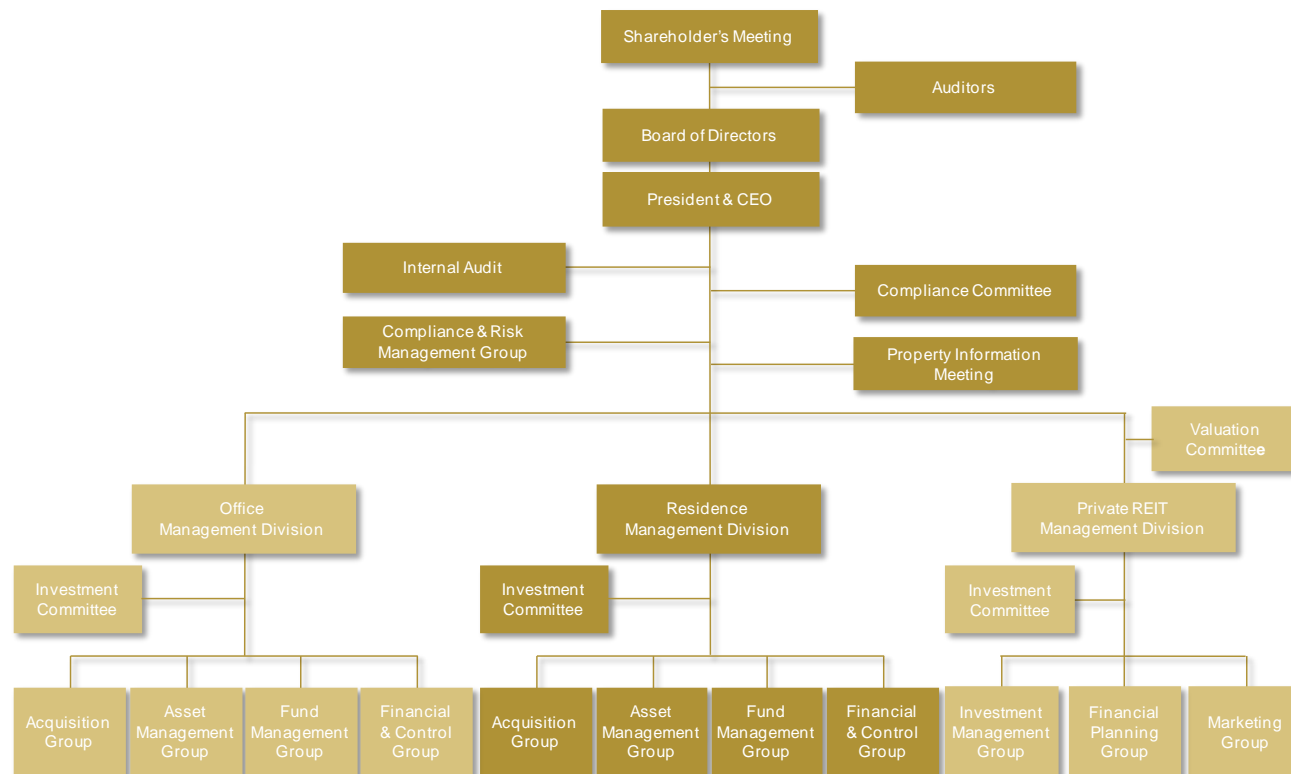 Shareholder's Meeting
Auditors
Board of Directors
President & CEO
Internal Audit
Compliance Committee
Compliance & Risk
Management Group
Property Information
Meeting
Valuation
Committee
Office
Management Division
Residence
Management Division
Private REIT
Management Division
Investment
Committee
Investment
Committee
Investment
Committee
Acquisition
Group
Asset
Management
Group
Fund
Management
Group
Financial
& Control
Group
Acquisition
Group
Asset
Management
Group
Fund
Management
Group
Financial
& Control
Group
Investment
Management
Group
Financial
Planning
Group
Marketing
Group